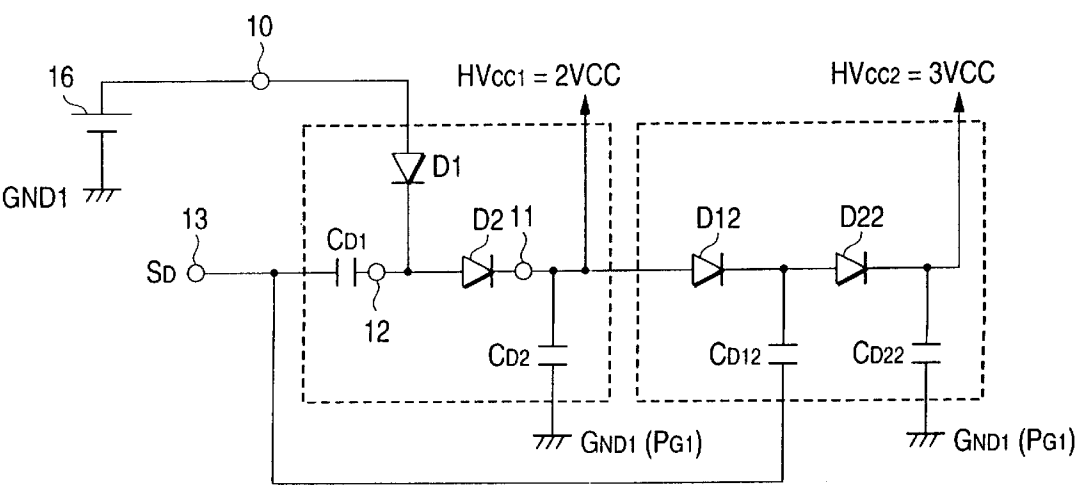 10
16
HVCC1 = 2VCC
HVCC2 = 3VCC
D1
GND1
13
D2
11
D12
D22
CD1
SD
12
CD2
CD12
CD22
GND1 (PG1)
GND1 (PG1)